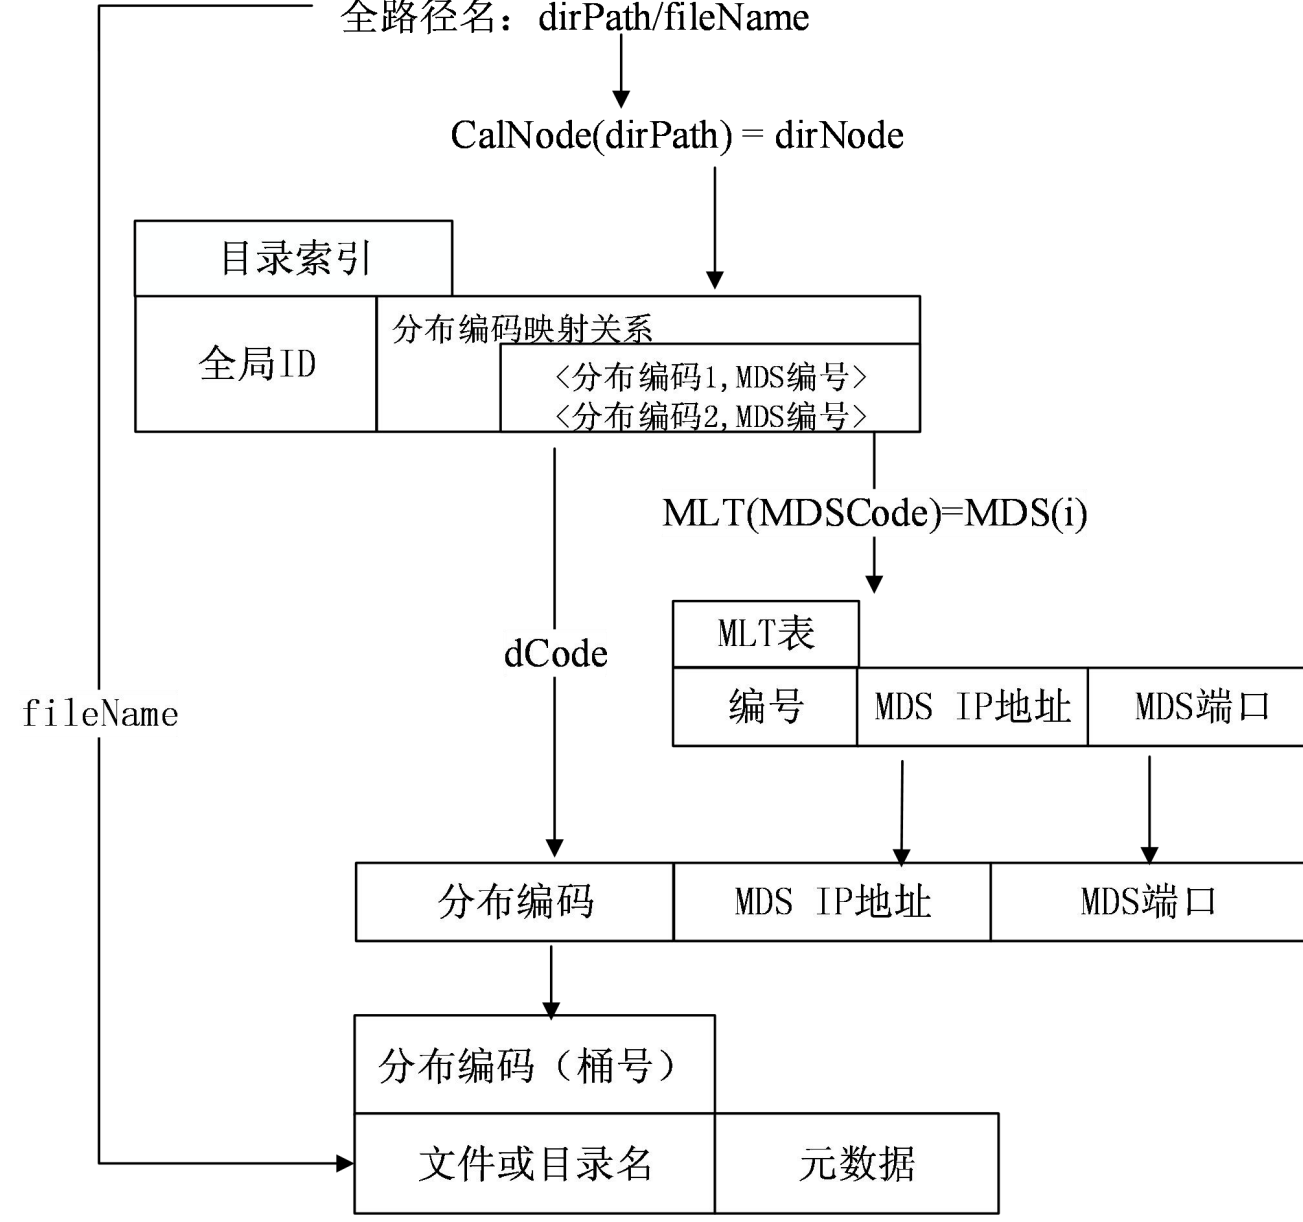 全路径名：dirPath/fileName
CalNode(dirPath) = dirNode
目录索引
全局ID
分布编码映射关系
<分布编码1,MDS编号>
<分布编码2,MDS编号>
MLT(MDSCode)=MDS(i)
MLT表
dCode
fileName
编号 MDS IP地址 MDS端口
分布编码 MDS IP地址 MDS端口
分布编码（桶号）
文件或目录名 元数据